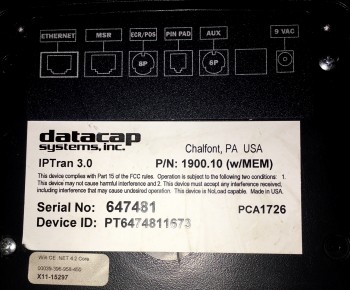 ETHERNET MSR ECR/POS PIN PAD AUX 9 VAC
8P 6P
datacap
systems, inc.
Chalfont, PA USA
IPTran 3.0 P/N: 1900.10 (w/MEM)
This device complies with Part 15 of the FCC rules. Operation is subject to the following two conditions: 1.
This device may not cause harmful interference and 2. This device must accept any interference received,
including interference that may cause undesired operation. This device is NoLoad capable. Made in USA
Serial No: 647481 PCA1726
Device ID: PT6474811673
Win CE .NET 4.2 Core
X11-15297